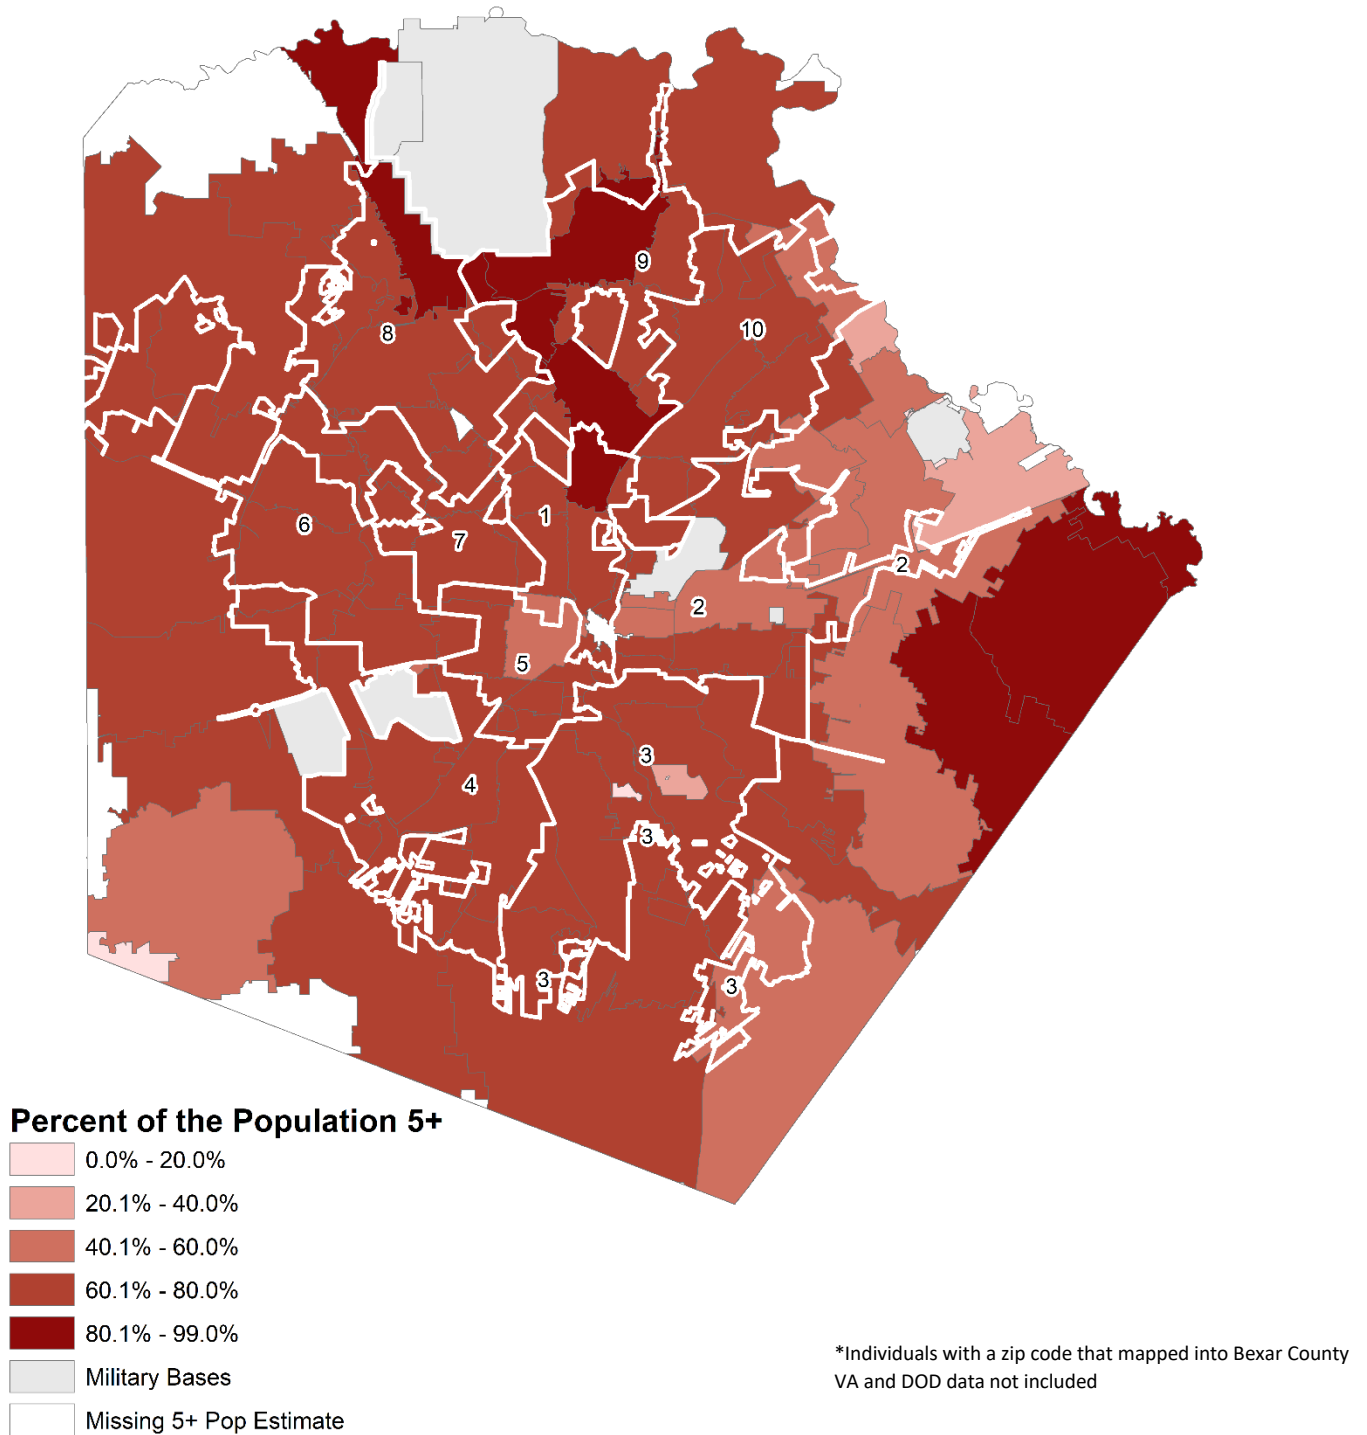 9
10
8
6
1
7
2
2
5
3
4
3
3
3
Percent of the Population 5+
0.0% - 20.0%
20.1% - 40.0%
40.1% - 60.0%
60.1% - 80.0%
80.1% - 99.0%
Military Bases
Missing 5+ Pop Estimate
*Individuals with a zip code that mapped into Bexar County
VA and DOD data not included